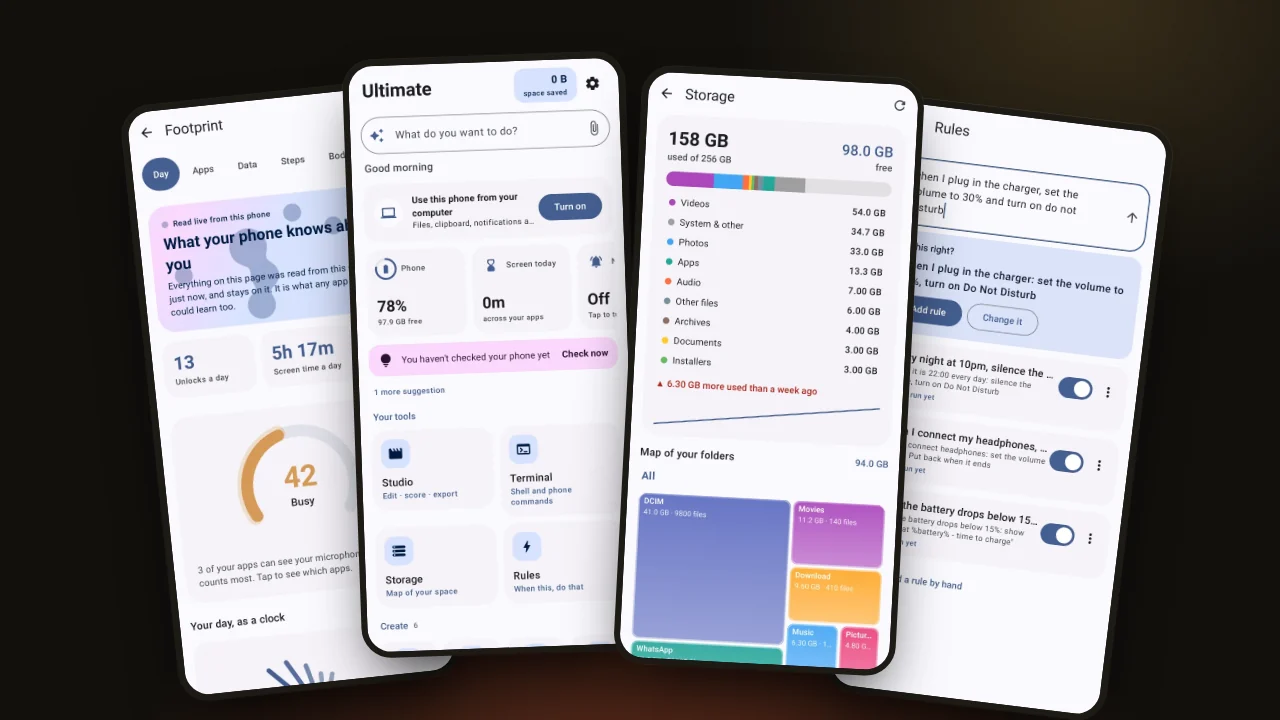 Footprint
Day
Apps
Data
Steps
Read live from this phone
What your phone knows
you
Everything on this page was read from this
just now, and stays on it. It is what any app
could learn too.
13
Unlocks a day
5h 17m
Screen time a day
42
Busy
3 of your apps can see your
counts most. Tap to see which apps.
Your day, as a clock
Ultimate
0 B
space saved
What do you want to do?
Good morning
Use this phone from your
computer
Files, clipboard, notifications a…
Turn on
Phone
78%
97.9 GB free
Screen today
0m
across your apps
Off
You haven't checked your phone yet
Check now
1 more suggestion
Your tools
Studio
Edit · score · export
Terminal
Shell and phone
commands
Storage
Map of your space
Rules
When this, do that
Create 6
Storage
158 GB
used of 256 GB
98.0 GB
free
Videos 54.0 GB
System & other 34.7 GB
Photos 33.0 GB
Apps 13.3 GB
Audio 7.00 GB
Other files 6.00 GB
Archives 4.00 GB
Documents 3.00 GB
Installers 3.00 GB
▲ 6.30 GB more used than a week ago
Map of your folders
94.0 GB
All
DCIM
41.0 GB · 9800 files
Movies
11.2 GB · 140 files
Download
9.60 GB · 410 files
Music
6.30 GB · 1…
Pictur…
4.80 G…
WhatsApp
Rules
I plug in the charger, set the
to 30% and turn on do not
right?
I plug in the charger: set the volume to
turn on Do Not Disturb
rule
Change it
night at 10pm, silence the …
it is 22:00 every day: silence the
turn on Do Not Disturb
yet
I connect my headphones, …
connect headphones: set the volume
Put back when it ends
yet
the battery drops below 15…
battery drops below 15%: show
%battery% - time to charge"
yet
a rule by hand